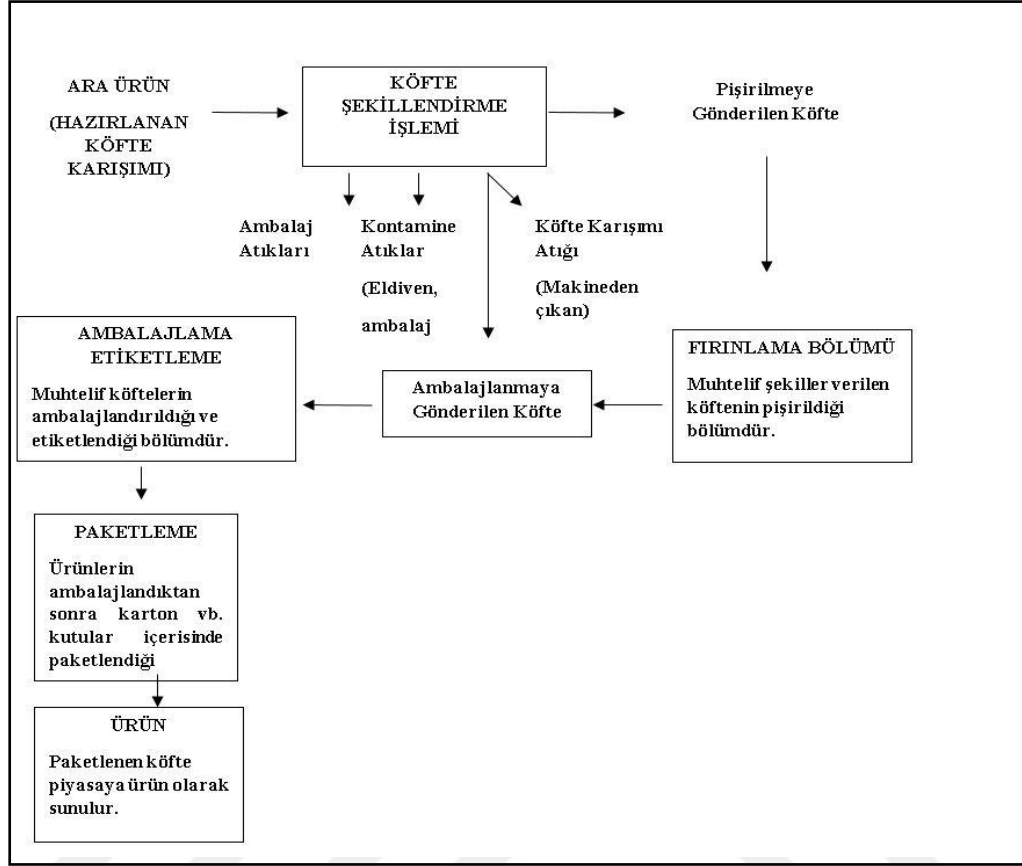 ARA ÜRÜN
(HAZIRLANAN
KÖFTE
KARIŞIMI)
KÖFTE
ŞEKİLLENDİRME
İŞLEMİ
Pişirilmeye
Gönderilen Köfte
Ambalaj
Atıkları
Kontamine
Atıklar
(Eldiven,
ambalaj
Köfte Karışımı
Atığı
(Makineden
çıkan)
AMBALAJLAMA
ETİKETLEME
Muhtelif köftelerin
ambalajlandırıldığı ve
etiketlendiği bölümdür.
Ambalajlanmaya
Gönderilen Köfte
FIRINLAMA BÖLÜMÜ
Muhtelif şekiller verilen
köftenin pişirildiği
bölümdür.
PAKETLEME
Ürünlerin
ambalajlandıktan
sonra karton vb.
kutular içerisinde
paketlendiği
ÜRÜN
Paketlenen köfte
piyasaya ürün olarak
sunulur.